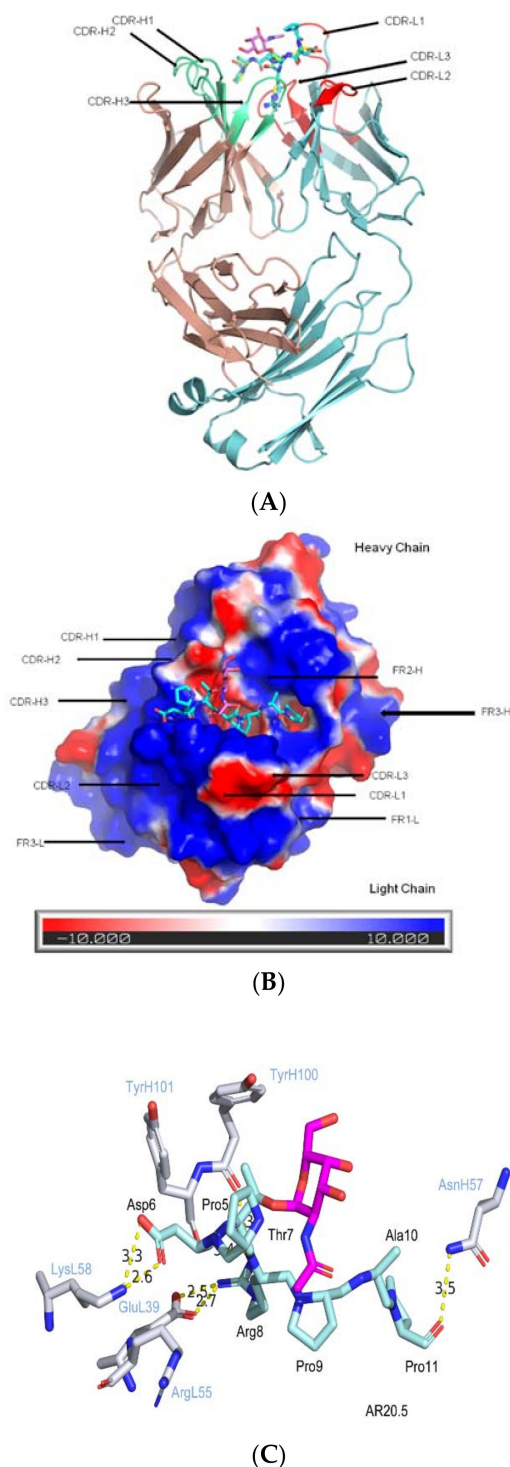 CDR-H1
CDR-H2
CDR-L1
CDR-L3
CDR-L2
CDR-H3
(A)
Heavy Chain
CDR-H1
CDR-H2
FR2-H
CDR-H3
FR3-H
CDR-L3
CDR-L2
CDR-L1
FR1-L
FR3-L
Light Chain
-10.000 10.000
(B)
TyrH101 TyrH100
AsnH57
Asp6 Pro5
Thr7 Ala10
3.3
LysL58 2.6
3.5
GluL39 2.5
2.7
Arg8
Pro9 Pro11
ArgL55
AR20.5
(C)